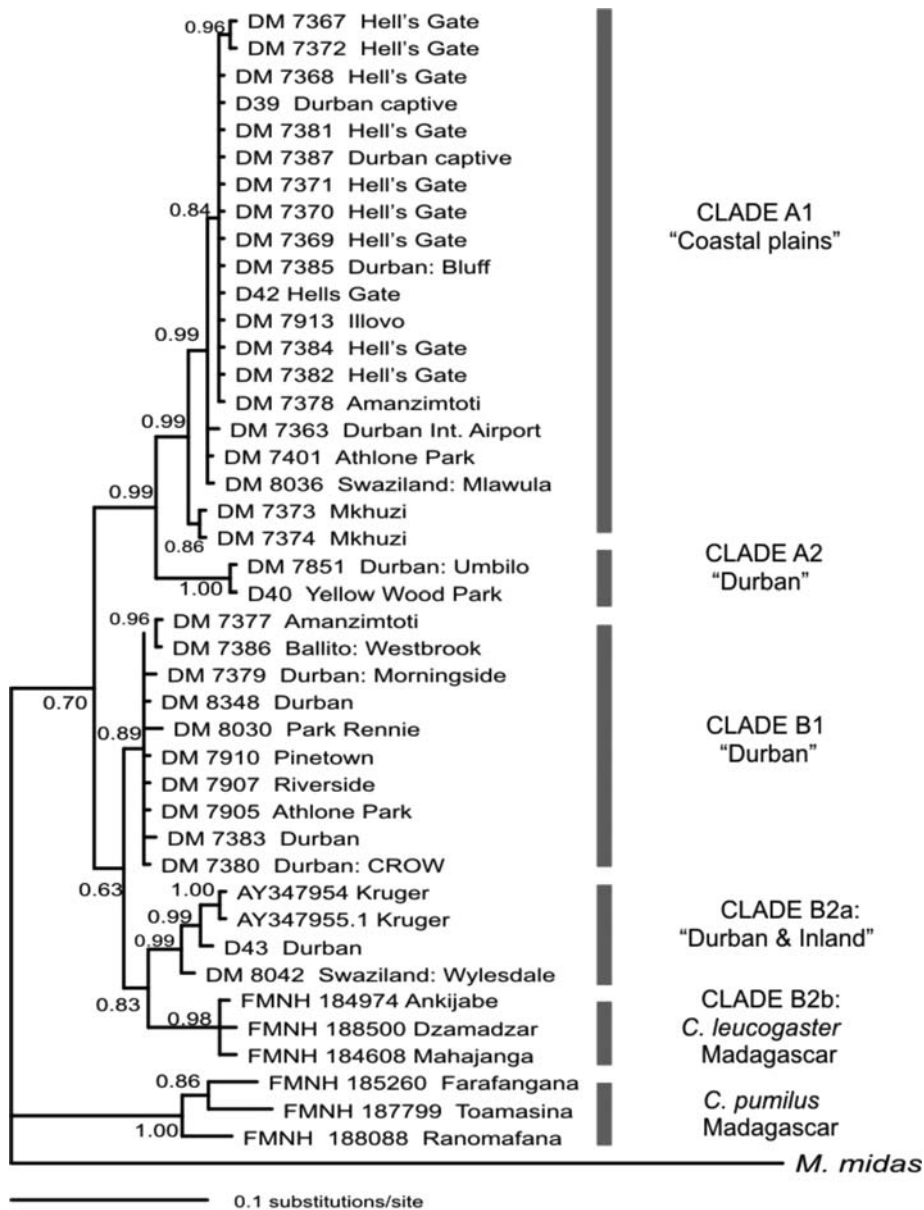 0.96
DM 7367 Hell's Gate
DM 7372 Hell's Gate
DM 7368 Hell's Gate
D39 Durban captive
DM 7381 Hell's Gate
DM 7387 Durban captive
DM 7371 Hell's Gate
0.84
DM 7370 Hell's Gate
DM 7369 Hell's Gate
DM 7385 Durban: Bluff
D42 Hells Gate
DM 7913 Illovo
0.99
DM 7384 Hell's Gate
DM 7382 Hell's Gate
DM 7378 Amanzimtoti
0.99
DM 7363 Durban Int. Airport
DM 7401 Athlone Park
0.99
DM 8036 Swaziland: Mlawula
DM 7373 Mkhuzi
0.86
DM 7374 Mkhuzi
CLADE A1
“Coastal plains”
DM 7851 Durban: Umbilo
1.00
D40 Yellow Wood Park
CLADE A2
“Durban”
0.96
DM 7377 Amanzimtoti
DM 7386 Ballito: Westbrook
DM 7379 Durban: Morningside
0.70
DM 8348 Durban
0.89
DM 8030 Park Rennie
DM 7910 Pinetown
DM 7907 Riverside
DM 7905 Athlone Park
DM 7383 Durban
DM 7380 Durban: CROW
CLADE B1
“Durban”
0.63
1.00
AY347954 Kruger
AY347955.1 Kruger
0.99
D43 Durban
0.99
DM 8042 Swaziland: Wylesdale
CLADE B2a:
“Durban & Inland”
0.83
FMNH 184974 Ankijabe
0.98
FMNH 188500 Dzamadzar
FMNH 184608 Mahajanga
CLADE B2b:
C. leucogaster
Madagascar
0.86
FMNH 185260 Farafangana
FMNH 187799 Toamasina
1.00
FMNH 188088 Ranomafana
C. pumilus
Madagascar
M. midas
0.1 substitutions/site